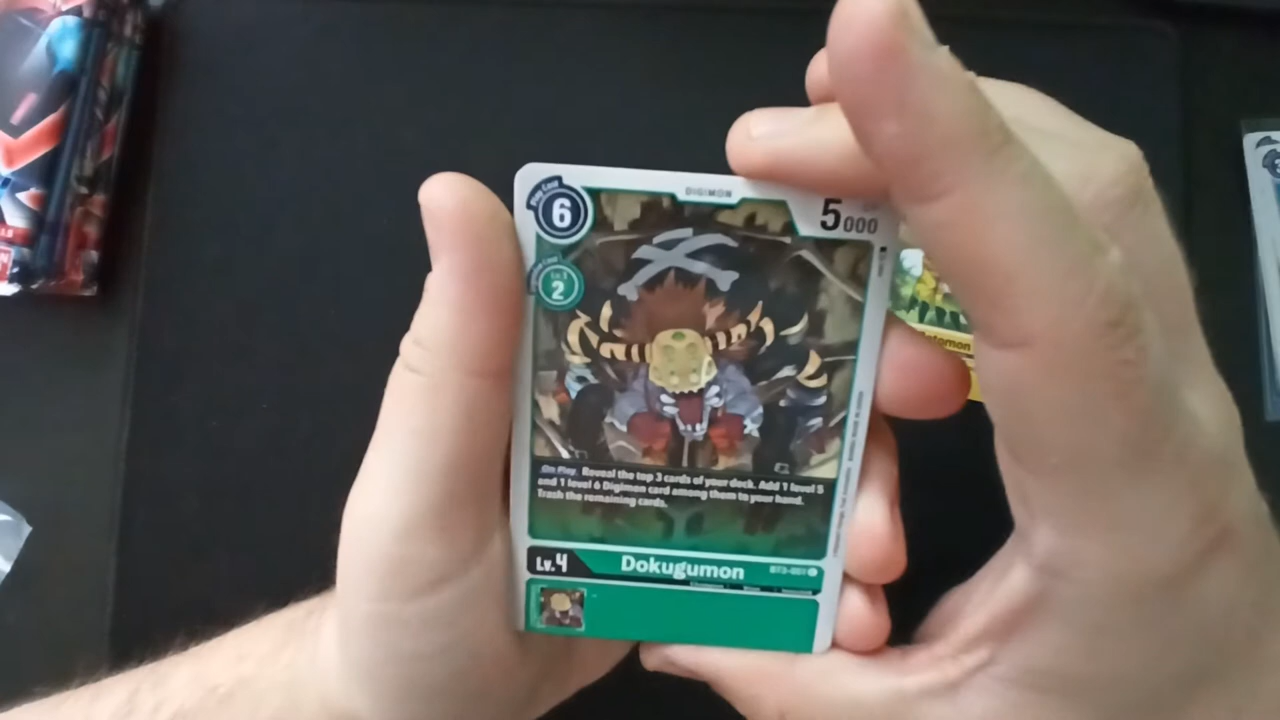 DIGIMON
Play Cost
6
5000
Lv.3
2
On Play Reveal the top 3 cards of your deck. Add 1 level 5
and 1 level 6 Digimon card among them to your hand.
Trash the remaining cards.
Lv.4
Dokugumon
BT3-051